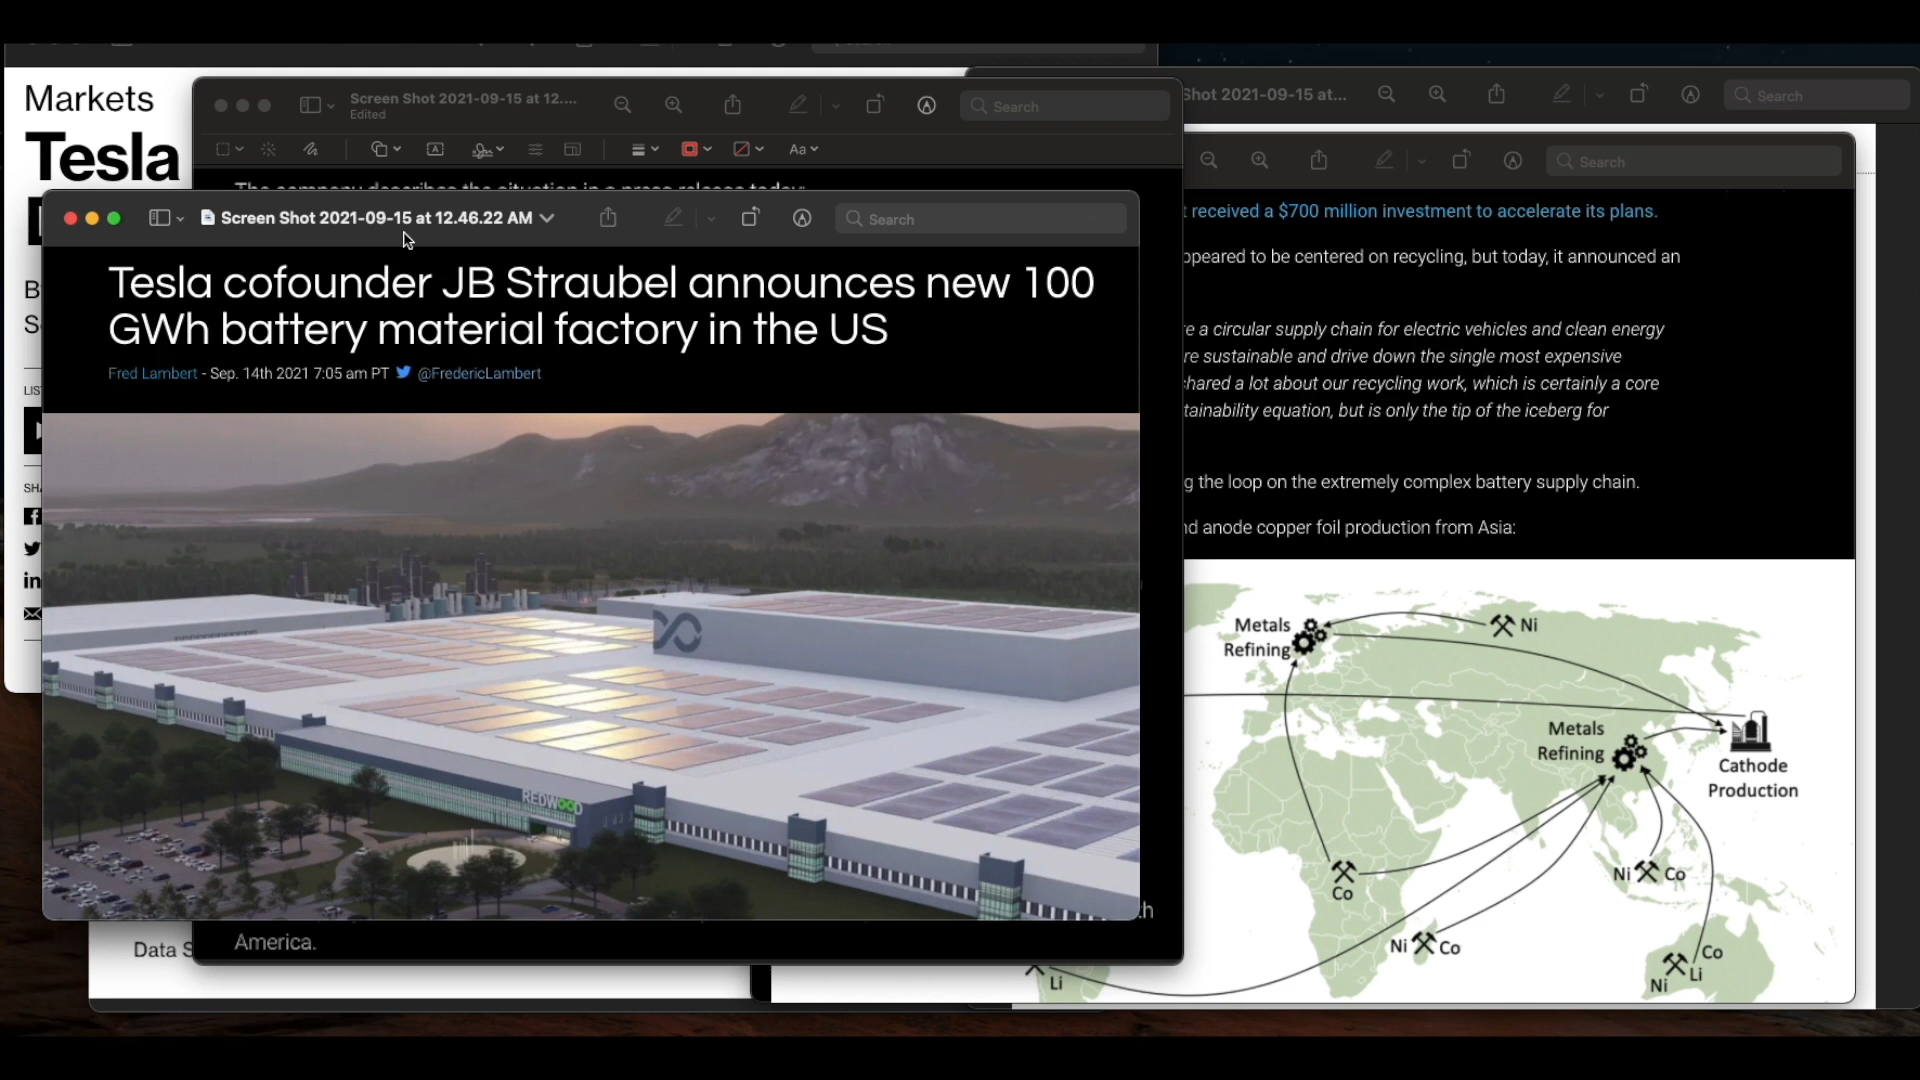 Markets
Tesla
Screen Shot 2021-09-15 at 12....
Edited
Search
Aa
Shot 2021-09-15 at...
Search
Search
Screen Shot 2021-09-15 at 12.46.22 AM
Search
Tesla cofounder JB Straubel announces new 100
GWh battery material factory in the US
Fred Lambert - Sep. 14th 2021 7:05 am PT @FredericLambert
REDWOOD
America.
Data S
received a $700 million investment to accelerate its plans.
ppeared to be centered on recycling, but today, it announced an
e a circular supply chain for electric vehicles and clean energy
re sustainable and drive down the single most expensive
hared a lot about our recycling work, which is certainly a core
tainability equation, but is only the tip of the iceberg for
g the loop on the extremely complex battery supply chain.
nd anode copper foil production from Asia:
Metals
Refining
Ni
Metals
Refining
Cathode
Production
Co
Ni Co
Ni Co
Co
Li
Ni
Li